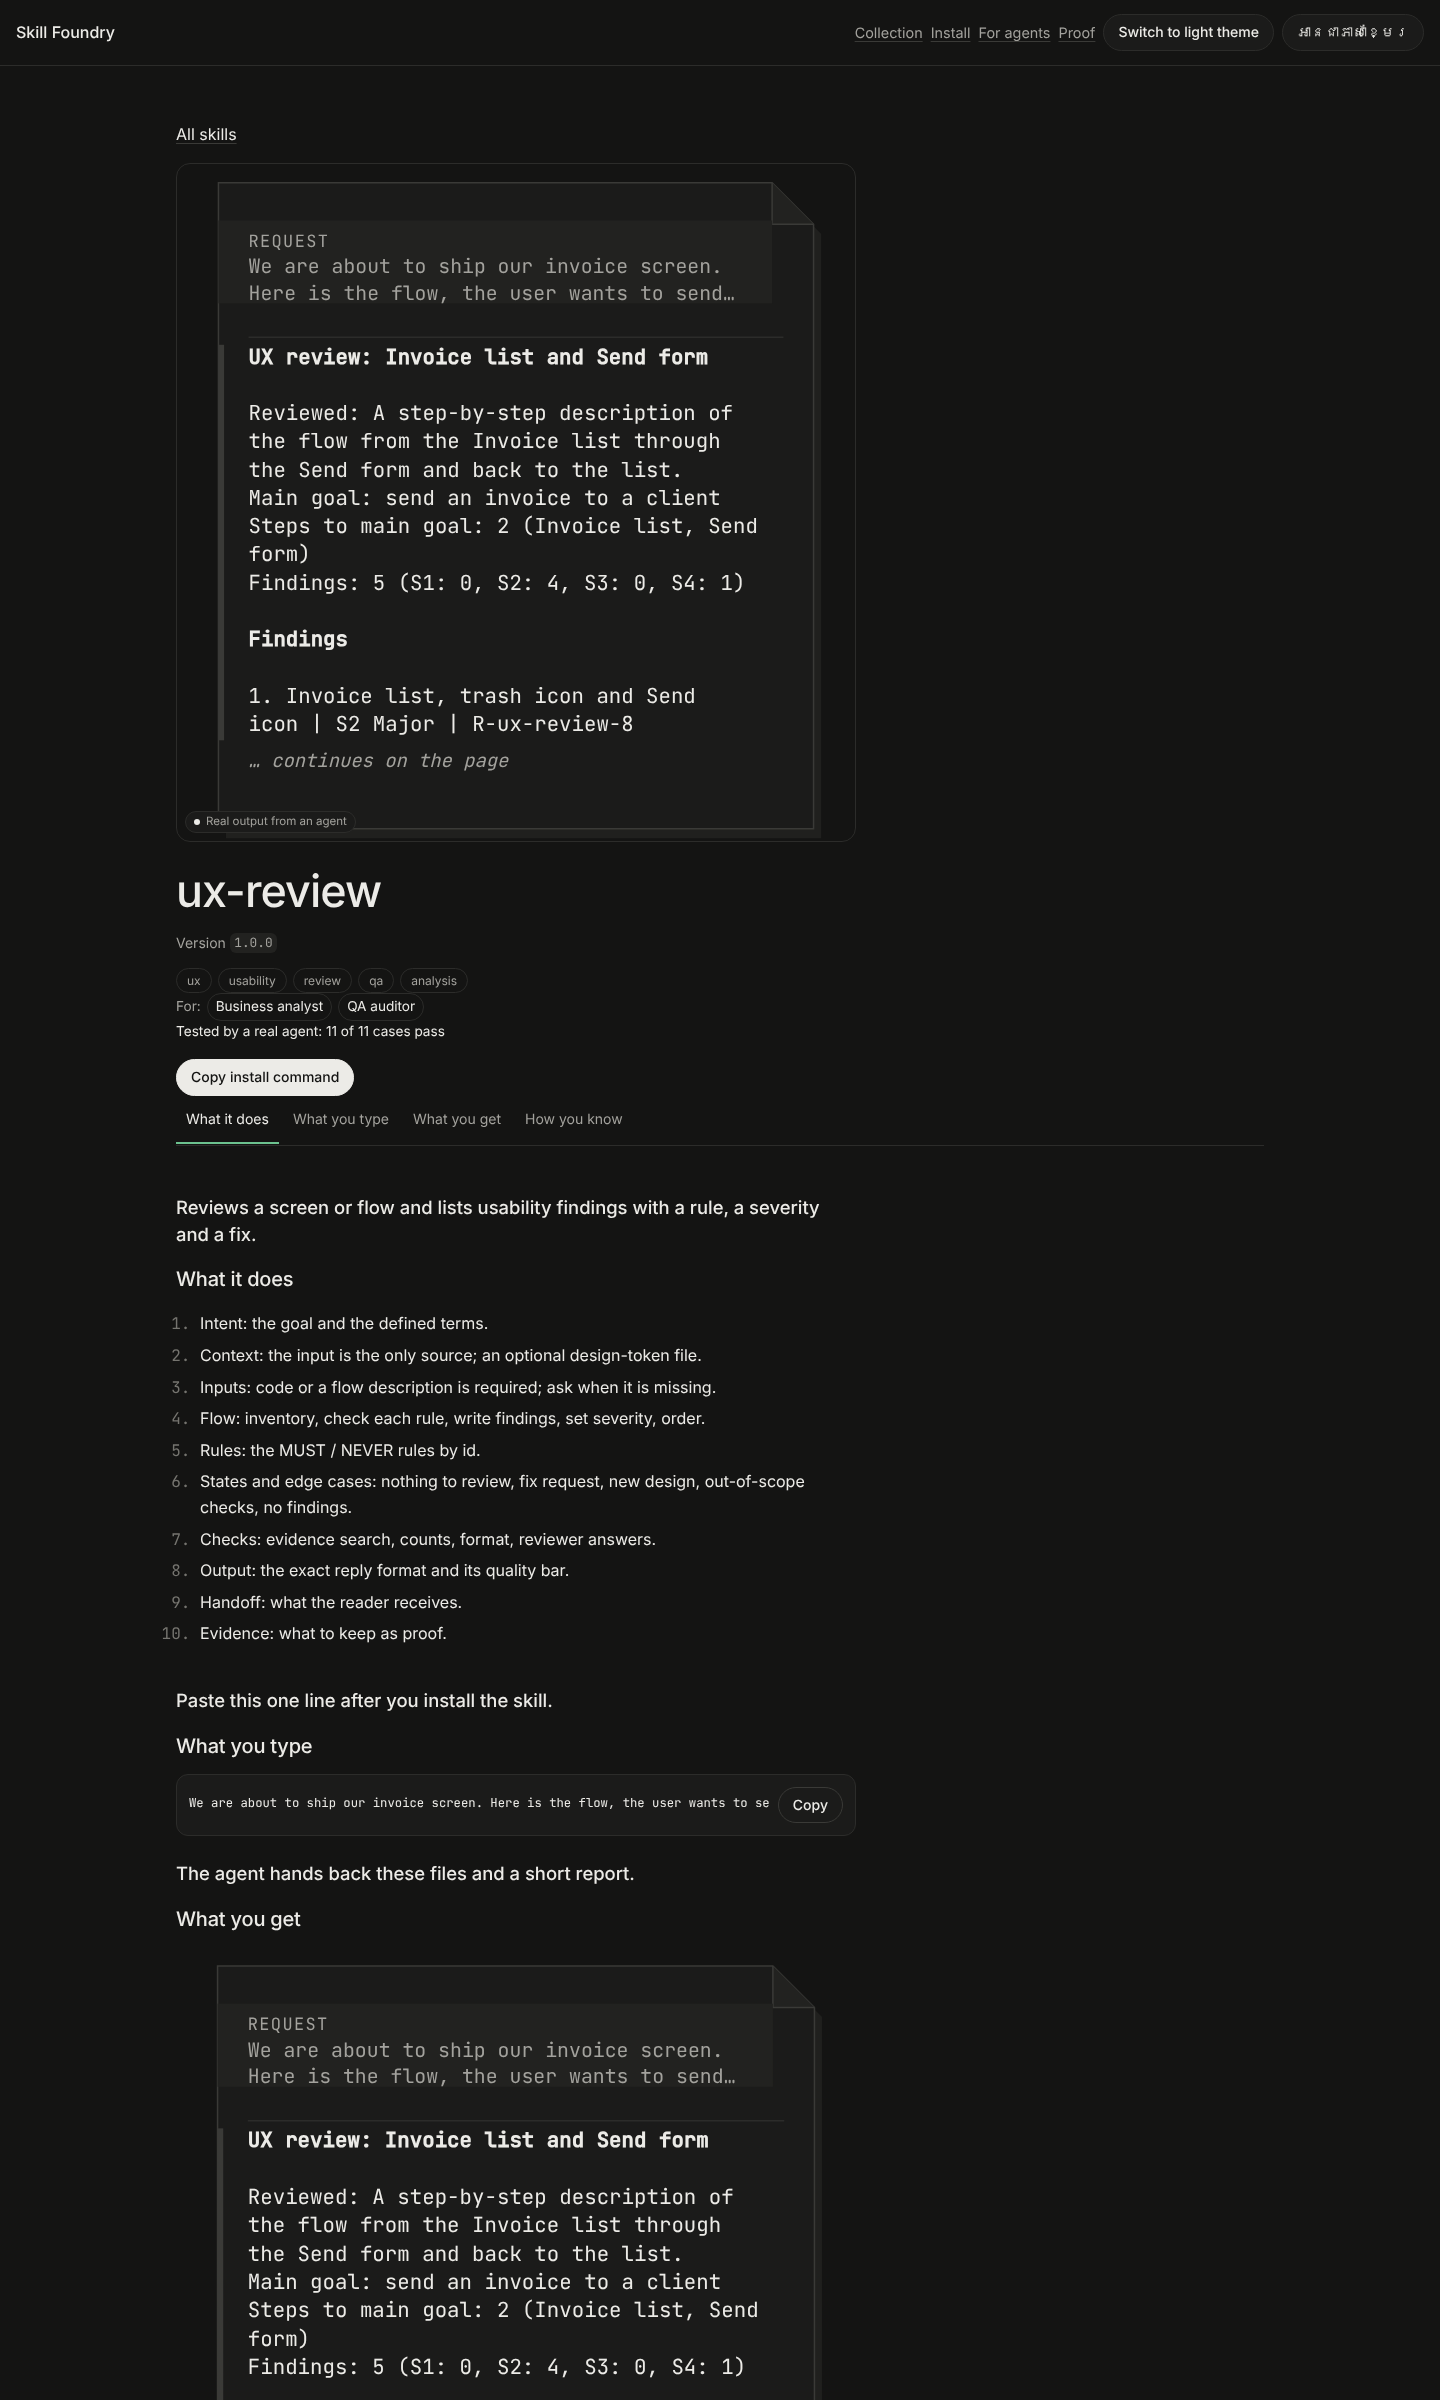 Skill Foundry
Collection Install For agents Proof Switch to light theme អានជាភាសាខ្មែរ
All skills
REQUEST
We are about to ship our invoice screen.
Here is the flow, the user wants to send…
UX review: Invoice list and Send form
Reviewed: A step-by-step description of
the flow from the Invoice list through
the Send form and back to the list.
Main goal: send an invoice to a client
Steps to main goal: 2 (Invoice list, Send
form)
Findings: 5 (S1: 0, S2: 4, S3: 0, S4: 1)
Findings
1. Invoice list, trash icon and Send
icon | S2 Major | R-ux-review-8
… continues on the page
Real output from an agent
ux-review
Version 1.0.0
ux usability review qa analysis
For: Business analyst QA auditor
Tested by a real agent: 11 of 11 cases pass
Copy install command
What it does What you type What you get How you know
Reviews a screen or flow and lists usability findings with a rule, a severity
and a fix.
What it does
1. Intent: the goal and the defined terms.
2. Context: the input is the only source; an optional design-token file.
3. Inputs: code or a flow description is required; ask when it is missing.
4. Flow: inventory, check each rule, write findings, set severity, order.
5. Rules: the MUST / NEVER rules by id.
6. States and edge cases: nothing to review, fix request, new design, out-of-scope
checks, no findings.
7. Checks: evidence search, counts, format, reviewer answers.
8. Output: the exact reply format and its quality bar.
9. Handoff: what the reader receives.
10. Evidence: what to keep as proof.
Paste this one line after you install the skill.
What you type
We are about to ship our invoice screen. Here is the flow, the user wants to se Copy
The agent hands back these files and a short report.
What you get
REQUEST
We are about to ship our invoice screen.
Here is the flow, the user wants to send…
UX review: Invoice list and Send form
Reviewed: A step-by-step description of
the flow from the Invoice list through
the Send form and back to the list.
Main goal: send an invoice to a client
Steps to main goal: 2 (Invoice list, Send
form)
Findings: 5 (S1: 0, S2: 4, S3: 0, S4: 1)